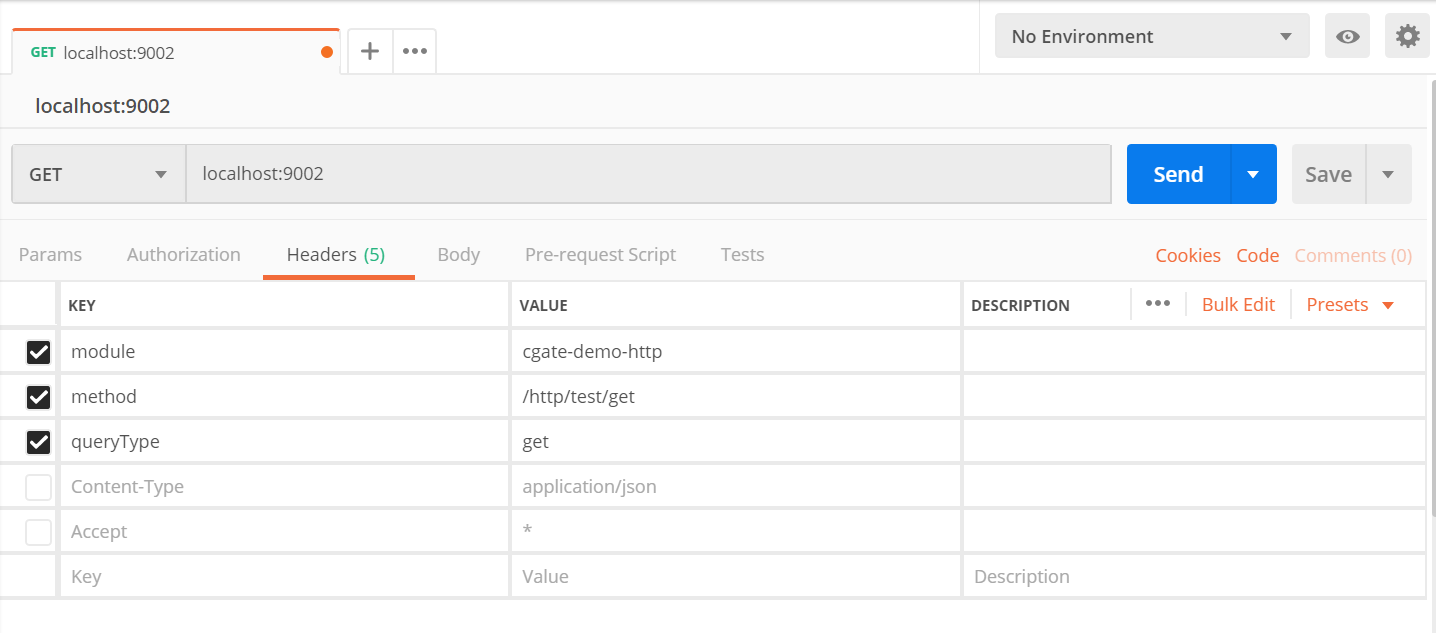 GET localhost:9002
No Environment
localhost:9002
GET localhost:9002 Send Save
Params Authorization Headers (5) Body Pre-request Script Tests Cookies Code Comments (0)
KEY VALUE DESCRIPTION Bulk Edit Presets
module cgate-demo-http
method /http/test/get
queryType get
Content-Type application/json
Accept *
Key Value Description